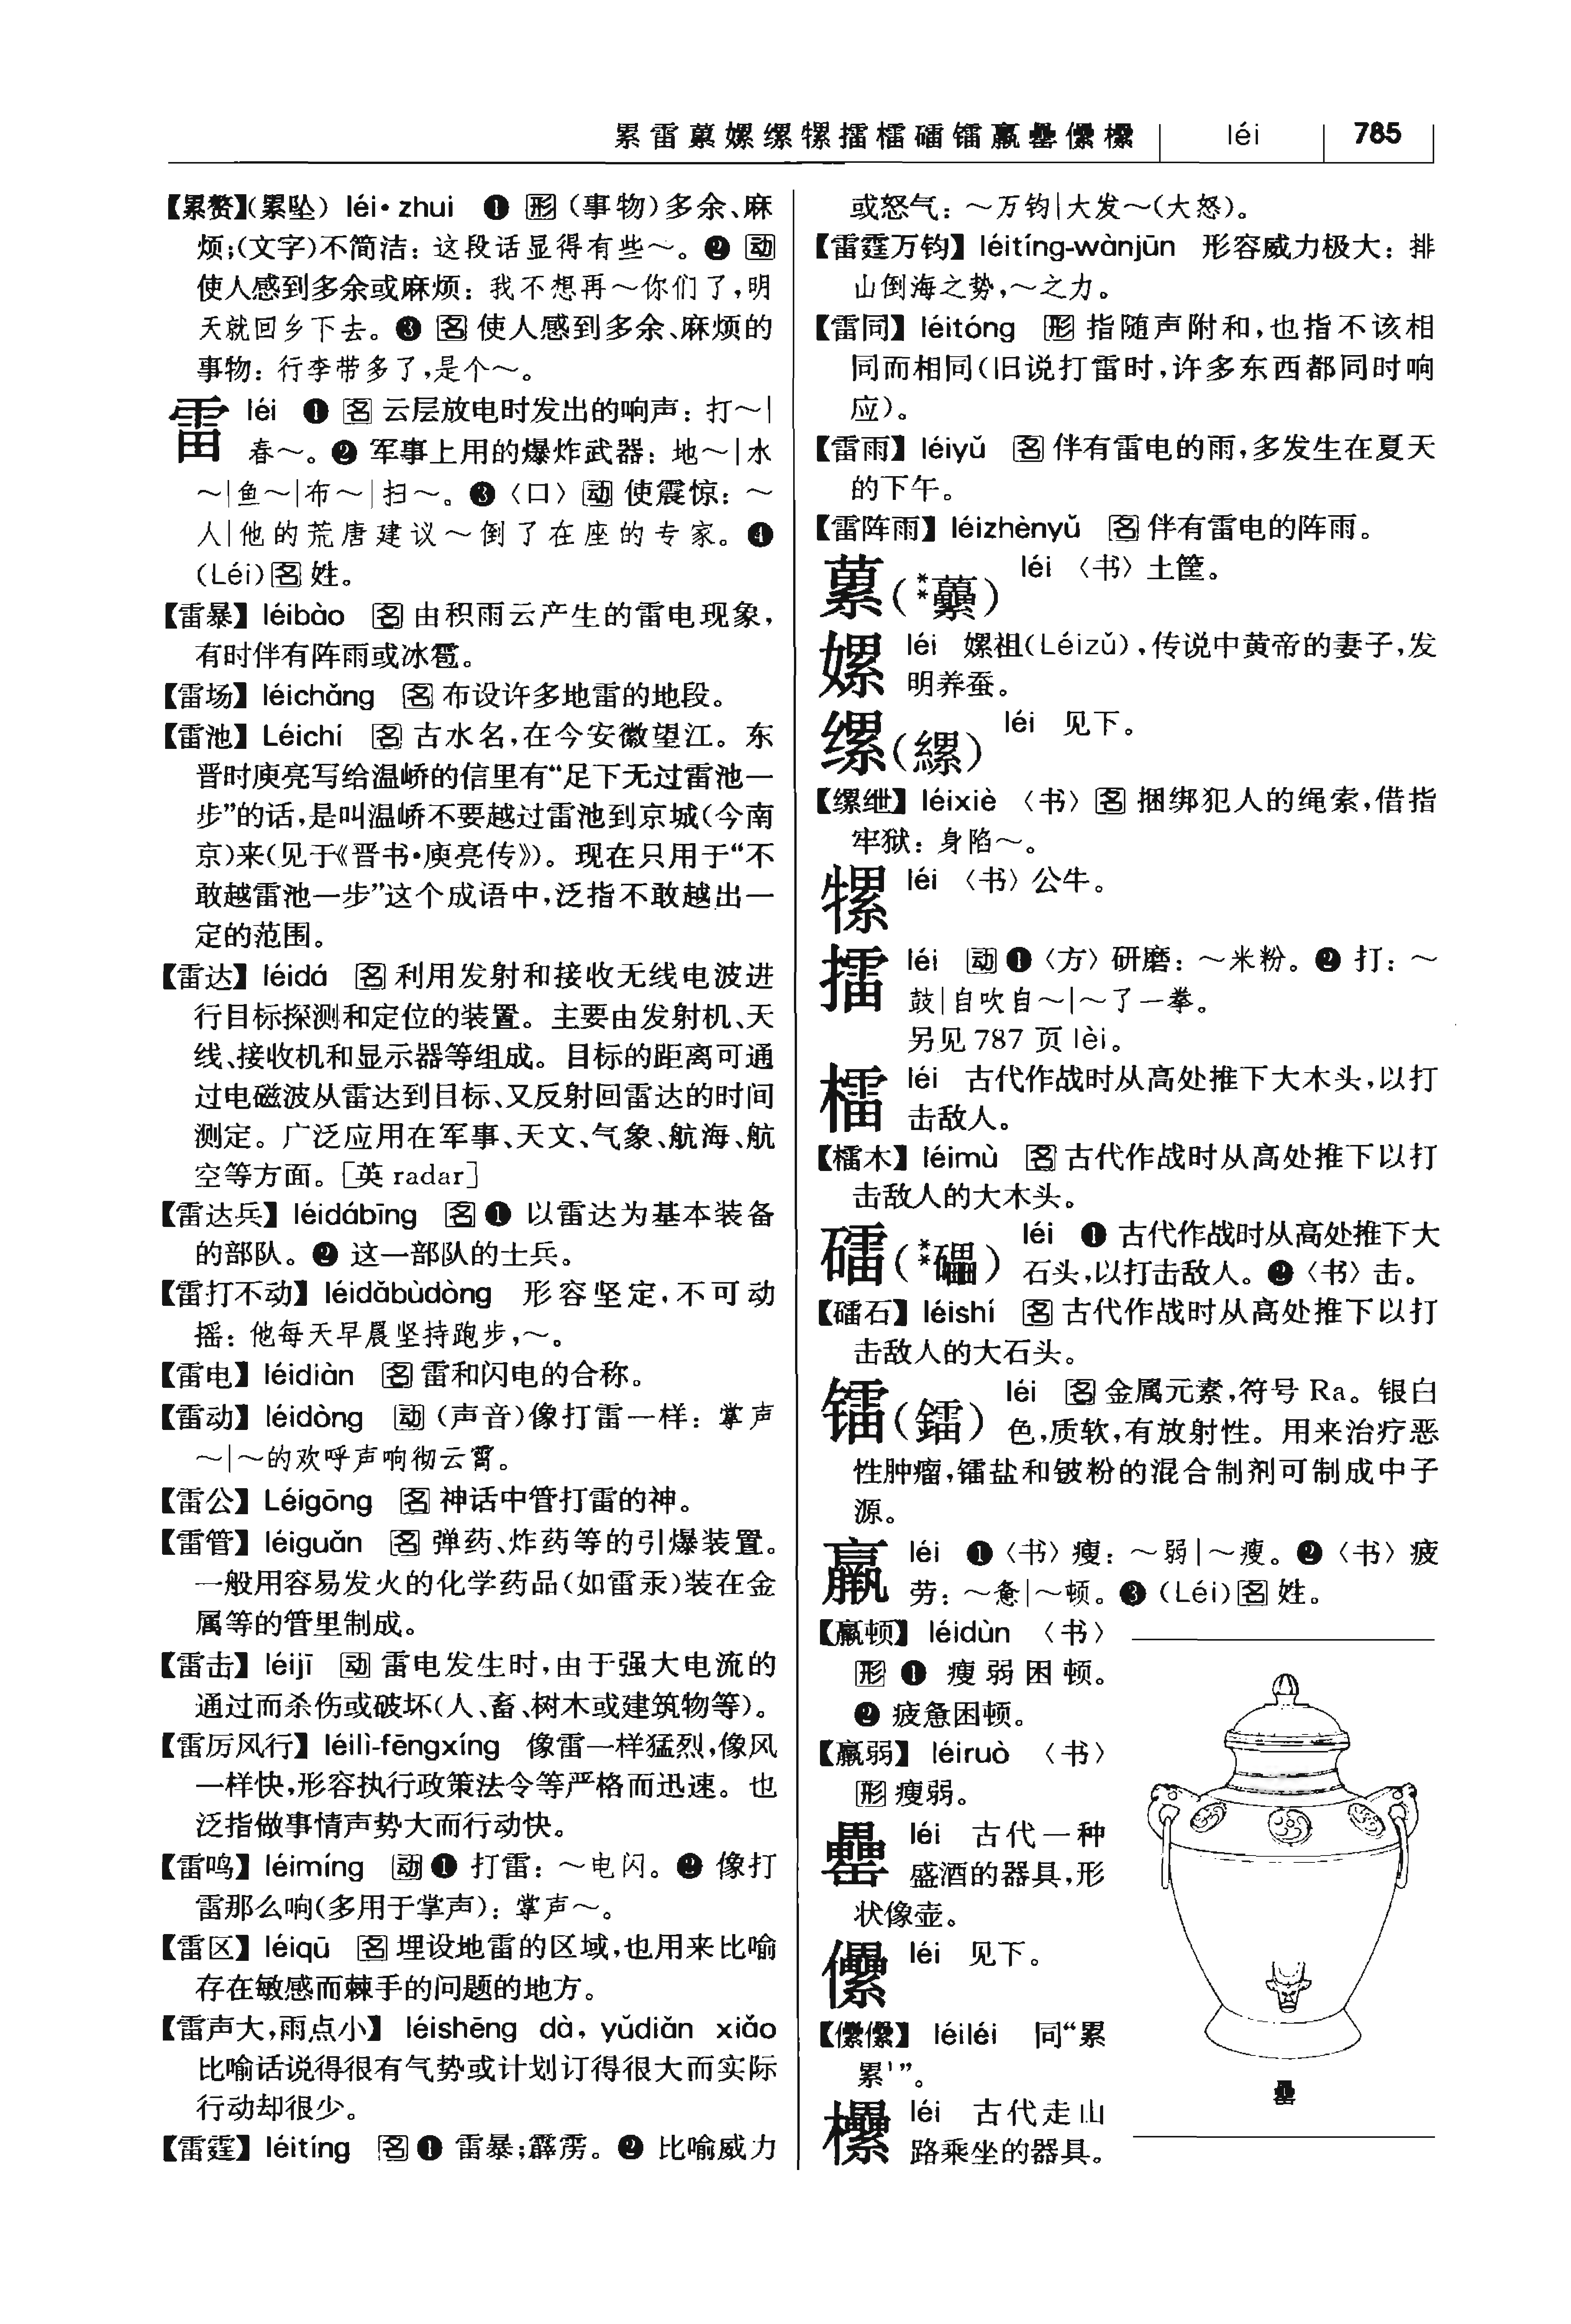 累雷蔂嫘缧犦擂檑礌镭羸罍儽欙 léi 785
【累赘】(累坠) léi·zhui ❶ 形 (事物)多余、麻
烦;(文字)不简洁: 这段话显得有些～。❷ 动
使人感到多余或麻烦: 我不想再～你们了,明
天就回乡下去。❸ 名 使人感到多余、麻烦的
事物: 行李带多了,是个～。
雷 léi ❶ 名 云层放电时发出的响声: 打～|
春～。❷ 军事上用的爆炸武器: 地～|水
～|鱼～|布～|扫～。❸〈口〉动 使震惊: ～
人|他的荒唐建议～倒了在座的专家。❹
(Léi)名 姓。
【雷暴】 léibào 名 由积雨云产生的雷电现象,
有时伴有阵雨或冰雹。
【雷场】 léichǎng 名 布设许多地雷的地段。
【雷池】 Léichí 名 古水名,在今安徽望江。东
晋时庾亮写给温峤的信里有“足下无过雷池一
步”的话,是叫温峤不要越过雷池到京城(今南
京)来(见于《晋书·庾亮传》)。现在只用于“不
敢越雷池一步”这个成语中,泛指不敢越出一
定的范围。
【雷达】 léidá 名 利用发射和接收无线电波进
行目标探测和定位的装置。主要由发射机、天
线、接收机和显示器等组成。目标的距离可通
过电磁波从雷达到目标、又反射回雷达的时间
测定。广泛应用在军事、天文、气象、航海、航
空等方面。[英 radar]
【雷达兵】 léidábīng 名 ❶ 以雷达为基本装备
的部队。❷ 这一部队的士兵。
【雷打不动】 léidǎbùdòng 形容坚定,不可动
摇: 他每天早晨坚持跑步,～。
【雷电】 léidiàn 名 雷和闪电的合称。
【雷动】 léidòng 动 (声音)像打雷一样: 掌声
～|～的欢呼声响彻云霄。
【雷公】 Léigōng 名 神话中管打雷的神。
【雷管】 léiguǎn 名 弹药、炸药等的引爆装置。
一般用容易发火的化学药品(如雷汞)装在金
属等的管里制成。
【雷击】 léijī 动 雷电发生时,由于强大电流的
通过而杀伤或破坏(人、畜、树木或建筑物等)。
【雷厉风行】 léilì-fēngxíng 像雷一样猛烈,像风
一样快,形容执行政策法令等严格而迅速。也
泛指做事情声势大而行动快。
【雷鸣】 léimíng 动 ❶ 打雷: ～电闪。❷ 像打
雷那么响(多用于掌声): 掌声～。
【雷区】 léiqū 名 埋设地雷的区域,也用来比喻
存在敏感而棘手的问题的地方。
【雷声大,雨点小】 léishēng dà, yǔdiǎn xiǎo
比喻话说得很有气势或计划订得很大而实际
行动却很少。
【雷霆】 léitíng 名 ❶ 雷暴;霹雳。❷ 比喻威力
或怒气: ～万钧|大发～(大怒)。
【雷霆万钧】 léitíng-wànjūn 形容威力极大: 排
山倒海之势,～之力。
【雷同】 léitóng 形 指随声附和,也指不该相
同而相同(旧说打雷时,许多东西都同时响
应)。
【雷雨】 léiyǔ 名 伴有雷电的雨,多发生在夏天
的下午。
【雷阵雨】 léizhènyǔ 名 伴有雷电的阵雨。
蔂(**虆) léi 〈书〉土筐。
嫘 léi 嫘祖(Léizǔ),传说中黄帝的妻子,发
明养蚕。
缧(縲) léi 见下。
【缧绁】 léixiè 〈书〉名 捆绑犯人的绳索,借指
牢狱: 身陷～。
㹎 léi 〈书〉公牛。
擂 léi 动 ❶〈方〉研磨: ～米粉。❷ 打: ～
鼓|自吹自～|～了一拳。
另见 787 页 lèi。
檑 léi 古代作战时从高处推下大木头,以打
击敌人。
【檑木】 léimù 名 古代作战时从高处推下以打
击敌人的大木头。
礌(**礧) léi ❶ 古代作战时从高处推下大
石头,以打击敌人。❷〈书〉击。
【礌石】 léishí 名 古代作战时从高处推下以打
击敌人的大石头。
镭(鐳) léi 名 金属元素,符号 Ra。银白
色,质软,有放射性。用来治疗恶
性肿瘤,镭盐和铍粉的混合制剂可制成中子
源。
羸 léi ❶〈书〉瘦: ～弱|～瘦。❷〈书〉疲
劳: ～惫|～顿。❸ (Léi)名 姓。
【羸顿】 léidùn 〈书〉
形 ❶ 瘦弱困顿。
❷ 疲惫困顿。
【羸弱】 léiruò 〈书〉
形 瘦弱。
罍 léi 古代一种
盛酒的器具,形
状像壶。
儽 léi 见下。
【儽儽】 léiléi 同“累
累¹”。
欙 léi 古代走山
路乘坐的器具。
罍